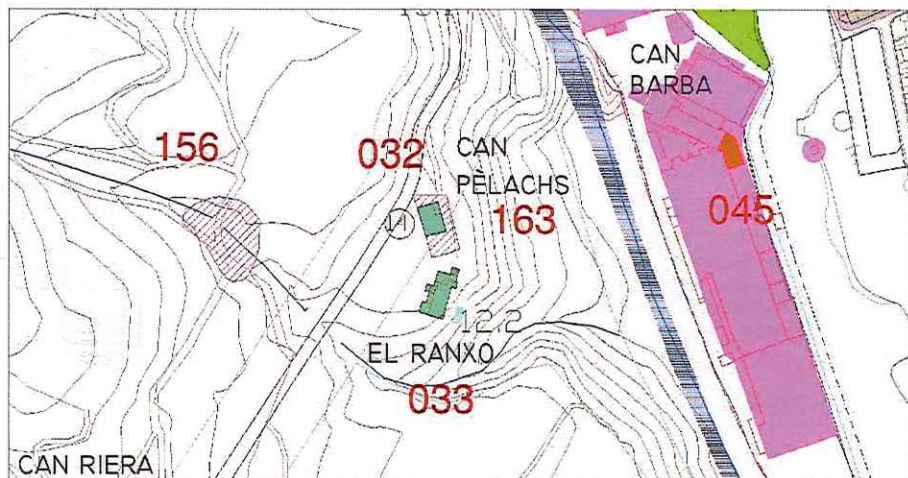 CAN
BARBA
156
032
CAN
PÈLACHS
163
045
12.2
EL RANXO
033
CAN RIERA